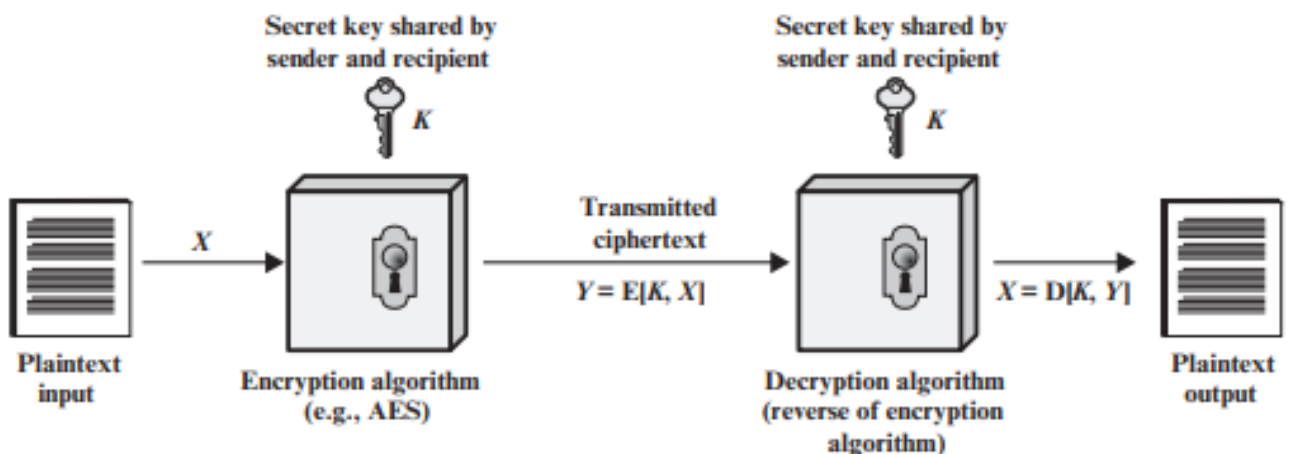 Secret key shared by
sender and recipient
K
Secret key shared by
sender and recipient
K
X
Transmitted
ciphertext
Y = E[K, X]
X = D[K, Y]
Plaintext
input
Encryption algorithm
(e.g., AES)
Decryption algorithm
(reverse of encryption
algorithm)
Plaintext
output